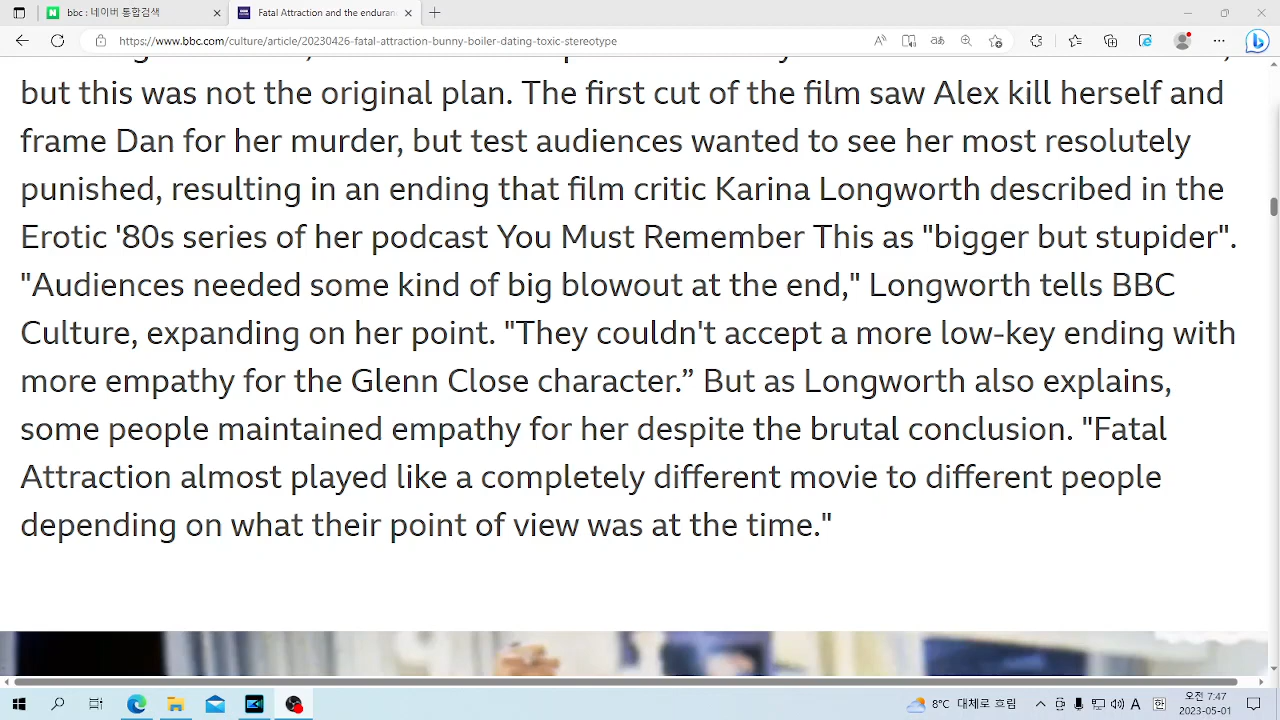 bbc : 네이버 통합검색
Fatal Attraction and the enduran
https://www.bbc.com/culture/article/20230426-fatal-attraction-bunny-boiler-dating-toxic-stereotype
but this was not the original plan. The first cut of the film saw Alex kill herself and
frame Dan for her murder, but test audiences wanted to see her most resolutely
punished, resulting in an ending that film critic Karina Longworth described in the
Erotic '80s series of her podcast You Must Remember This as "bigger but stupider".
"Audiences needed some kind of big blowout at the end," Longworth tells BBC
Culture, expanding on her point. "They couldn't accept a more low-key ending with
more empathy for the Glenn Close character.” But as Longworth also explains,
some people maintained empathy for her despite the brutal conclusion. "Fatal
Attraction almost played like a completely different movie to different people
depending on what their point of view was at the time."
8°C 대체로 흐림
A
한
오전 7:47
2023-05-01